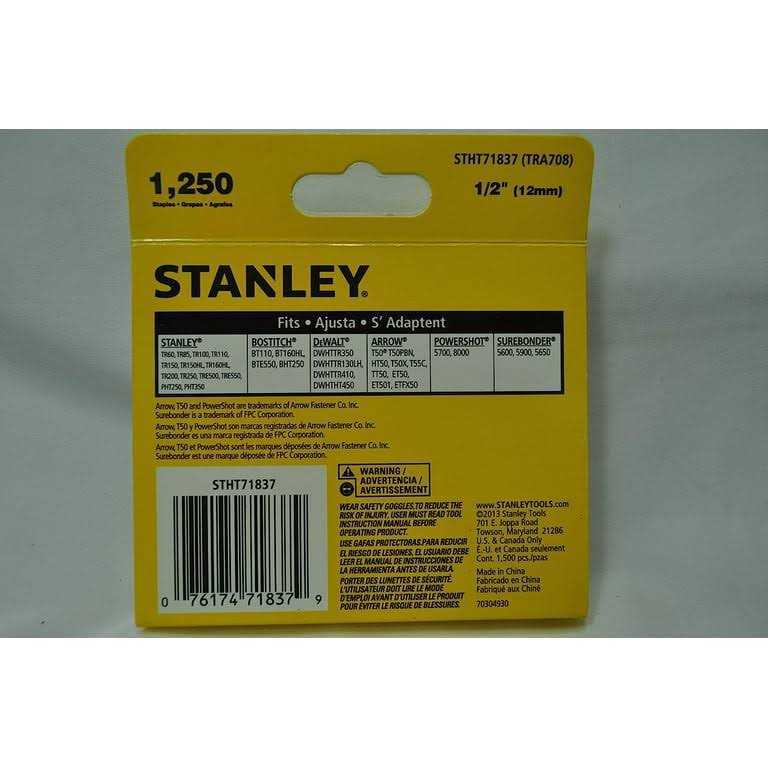 STHT71837 (TRA708)
1,250
1/2" (12mm)
Staples • Grapas • Agrafes
STANLEY®
Fits • Ajusta • S' Adaptent
STANLEY®
TR60, TR85, TR100, TR110,
TR150, TR150HL, TR160HL,
TR200, TR250, TRE500, TRE550,
PHT250, PHT350
BOSTITCH®
BT110, BT160HL,
BTE550, BHT250
DEWALT®
DWHTTR350
DWHTTR130LH,
DWHTTR410,
DWHTHT450
ARROW®
T50® T50PBN,
HT50, T50X, T55C,
TT50, ET50,
ET501, ETFX50
POWERSHOT®
5700, 8000
SUREBONDER®
5600, 5900, 5650
Arrow, T50 and PowerShot are trademarks of Arrow Fastener Co. Inc.
Surebonder is a trademark of FPC Corporation.
Arrow, T50 y PowerShot son marcas registradas de Arrow Fastener Co. Inc.
Surebonder es una marca registrada de FPC Corporation.
Arrow, T50 et PowerShot sont les marques déposées de Arrow Fastener Co. Inc.
Surebonder est une marque déposée de FPC Corporation.
STHT71837
0 76174 71837 9
WARNING /
ADVERTENCIA /
AVERTISSEMENT
WEAR SAFETY GOGGLES,TO REDUCE THE
RISK OF INJURY. USER MUST READ TOOL
INSTRUCTION MANUAL BEFORE
OPERATING PRODUCT.
USE GAFAS PROTECTORAS.PARA REDUCIR
EL RIESGO DE LESIONES, EL USUARIO DEBE
LEER EL MANUAL DE INSTRUCCIONES DE
LA HERRAMIENTA ANTES DE USARLA.
PORTER DES LUNETTES DE SÉCURITÉ.
L'UTILISATEUR DOIT LIRE LE MODE
D'EMPLOI AVANT D'UTILISER LE PRODUIT
POUR ÉVITER LE RISQUE DE BLESSURES.
www.STANLEYTOOLS.com
©2013 Stanley Tools
701 E. Joppa Road
Towson, Maryland 21286
U.S. & Canada Only
É.-U. et Canada seulement
Cont. 1,500 pcs./pzas
Made in China
Fabricado en China
Fabriqué aux Chiné
70304930